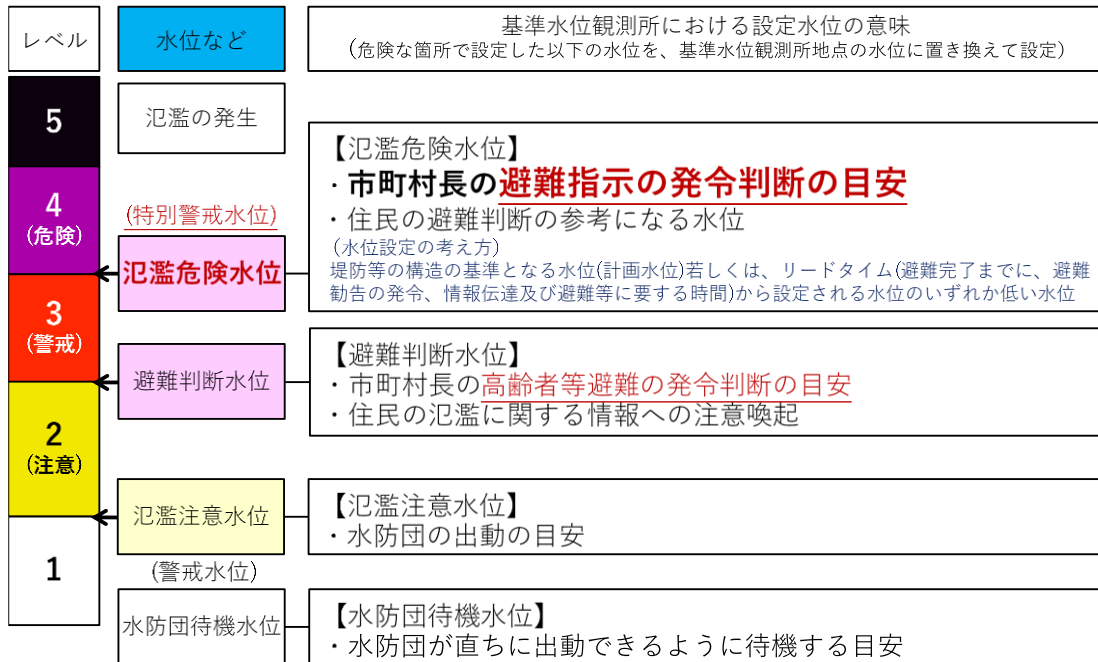 レベル
水位など
基準水位観測所における設定水位の意味
(危険な箇所で設定した以下の水位を、基準水位観測所地点の水位に置き換えて設定)
5
氾濫の発生
4
(危険)
(特別警戒水位)
氾濫危険水位
【氾濫危険水位】
・市町村長の避難指示の発令判断の目安
・住民の避難判断の参考になる水位
(水位設定の考え方)
堤防等の構造の基準となる水位(計画水位)若しくは、リードタイム(避難完了までに、避難
勧告の発令、情報伝達及び避難等に要する時間)から設定される水位のいずれか低い水位
3
(警戒)
避難判断水位
【避難判断水位】
・市町村長の高齢者等避難の発令判断の目安
・住民の氾濫に関する情報への注意喚起
2
(注意)
氾濫注意水位
(警戒水位)
【氾濫注意水位】
・水防団の出動の目安
1
水防団待機水位
【水防団待機水位】
・水防団が直ちに出動できるように待機する目安